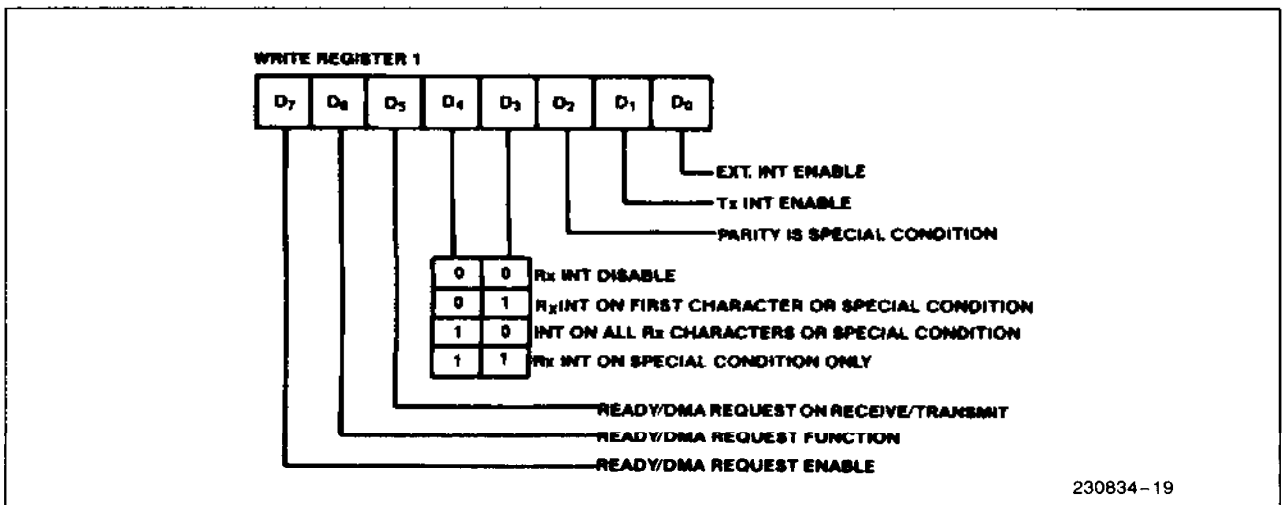 WRITE REGISTER 1
D7 D6 D5 D4 D3 D2 D1 D0
EXT. INT ENABLE
Tx INT ENABLE
PARITY IS SPECIAL CONDITION
0 0 Rx INT DISABLE
0 1 RxINT ON FIRST CHARACTER OR SPECIAL CONDITION
1 0 INT ON ALL Rx CHARACTERS OR SPECIAL CONDITION
1 1 Rx INT ON SPECIAL CONDITION ONLY
READY/DMA REQUEST ON RECEIVE/TRANSMIT
READY/DMA REQUEST FUNCTION
READY/DMA REQUEST ENABLE
230834-19